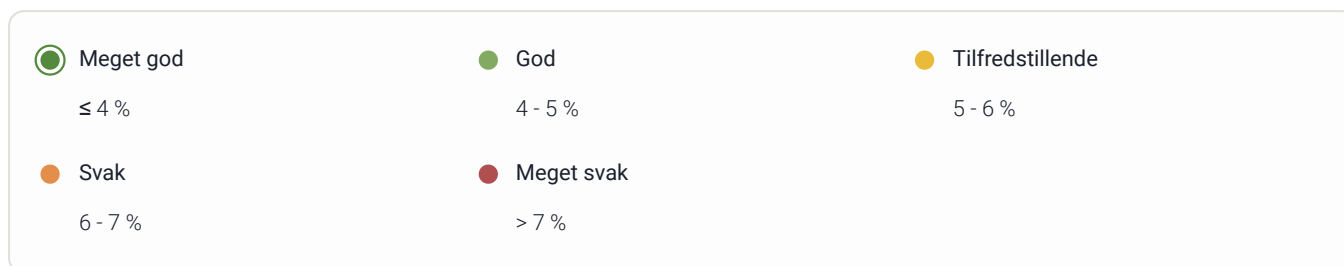 Meget god
≤ 4 %
God
4 - 5 %
Tilfredstillende
5 - 6 %
Svak
6 - 7 %
Meget svak
> 7 %